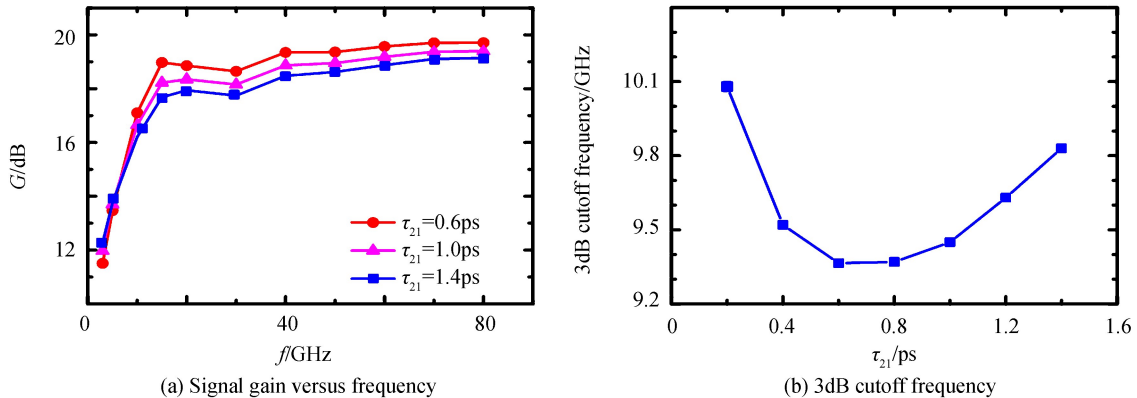 20
16
12
G/dB
0
40
80
f/GHz
τ21=0.6ps
τ21=1.0ps
τ21=1.4ps
(a) Signal gain versus frequency
10.1
9.8
9.5
9.2
3dB cutoff frequency/GHz
0
0.4
0.8
1.2
1.6
τ21/ps
(b) 3dB cutoff frequency